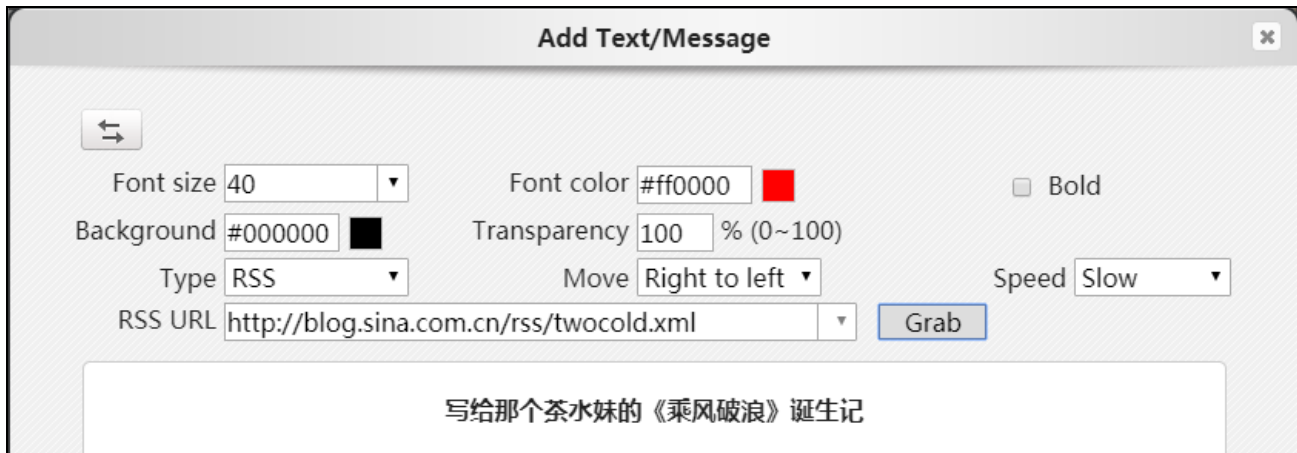 Add Text/Message
Font size 40 Font color #ff0000 Bold
Background #000000 Transparency 100 % (0~100)
Type RSS Move Right to left Speed Slow
RSS URL http://blog.sina.com.cn/rss/twocold.xml Grab
写给那个茶水妹的《乘风破浪》诞生记